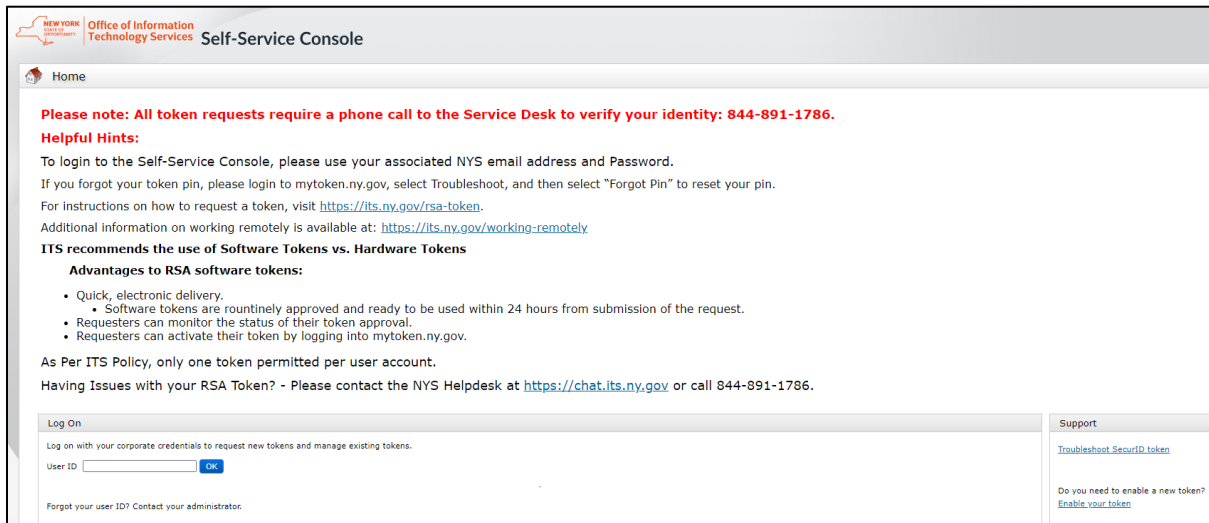 NEW YORK
STATE OF
OPPORTUNITY
Office of Information
Technology Services
Self-Service Console
Home
Please note: All token requests require a phone call to the Service Desk to verify your identity: 844-891-1786.
Helpful Hints:
To login to the Self-Service Console, please use your associated NYS email address and Password.
If you forgot your token pin, please login to mytoken.ny.gov, select Troubleshoot, and then select “Forgot Pin” to reset your pin.
For instructions on how to request a token, visit https://its.ny.gov/rsa-token.
Additional information on working remotely is available at: https://its.ny.gov/working-remotely
ITS recommends the use of Software Tokens vs. Hardware Tokens
Advantages to RSA software tokens:
• Quick, electronic delivery.
• Software tokens are rountinely approved and ready to be used within 24 hours from submission of the request.
• Requesters can monitor the status of their token approval.
• Requesters can activate their token by logging into mytoken.ny.gov.
As Per ITS Policy, only one token permitted per user account.
Having Issues with your RSA Token? - Please contact the NYS Helpdesk at https://chat.its.ny.gov or call 844-891-1786.
Log On
Log on with your corporate credentials to request new tokens and manage existing tokens.
User ID OK
Forgot your user ID? Contact your administrator.
Support
Troubleshoot SecurID token
Do you need to enable a new token?
Enable your token